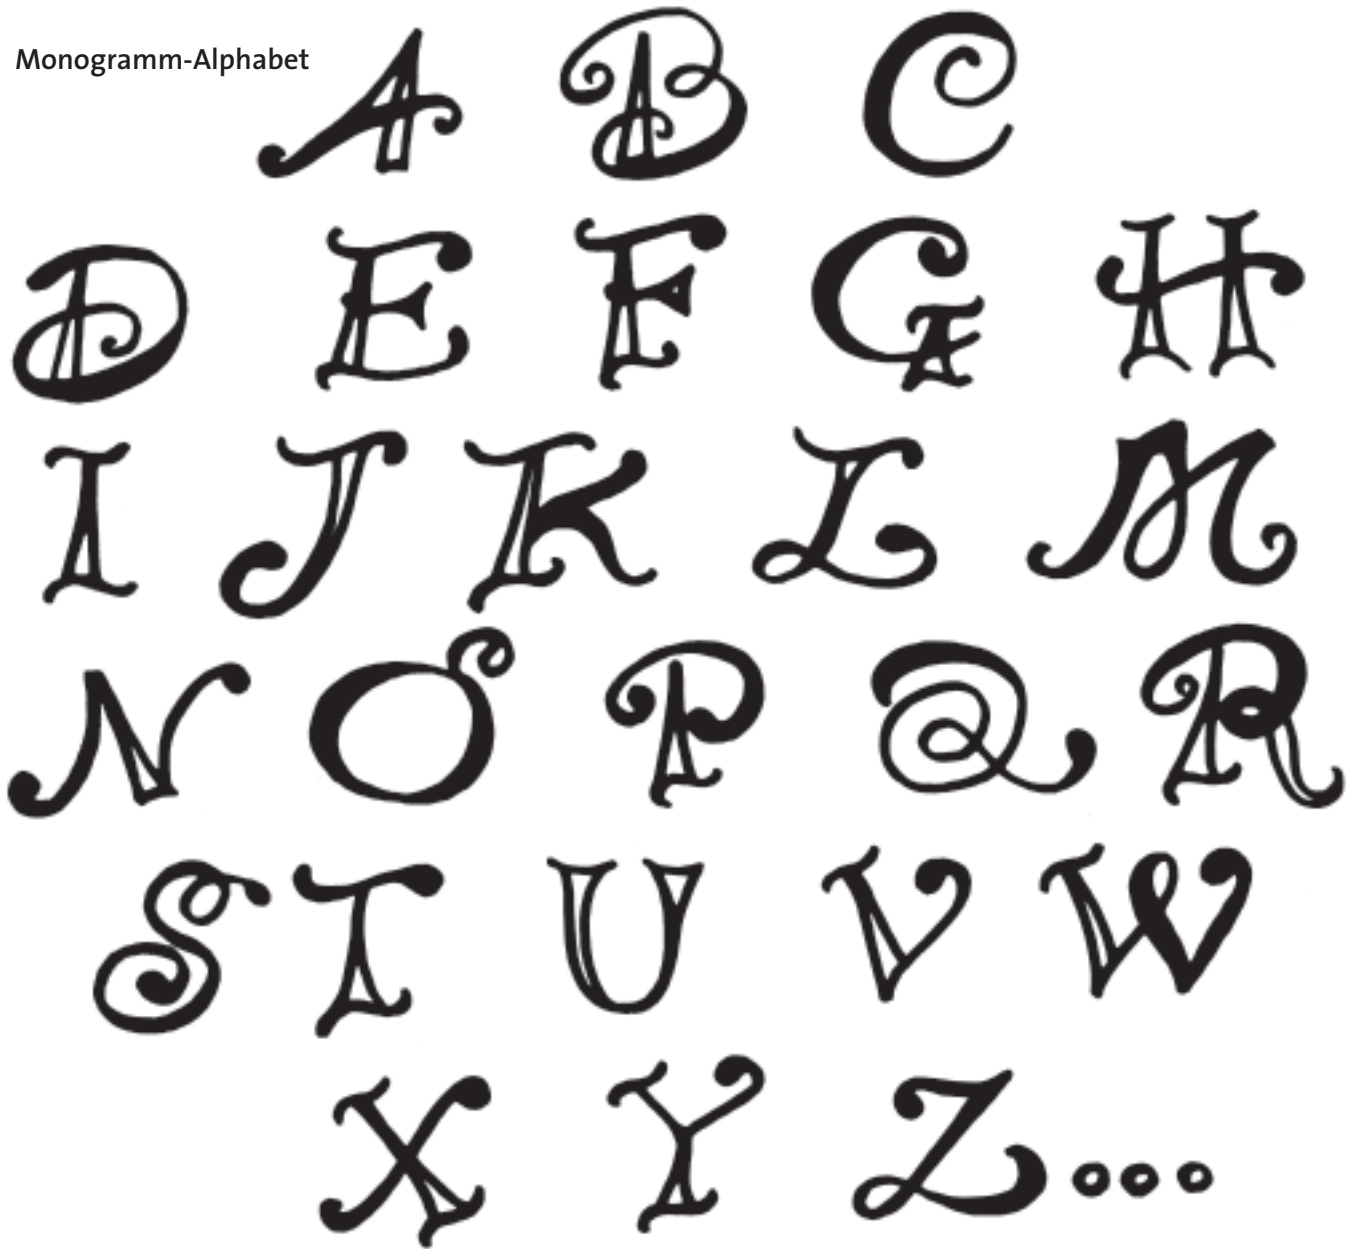 Monogramm-Alphabet
A B C
D E F G H
I J K L M
N O P Q R
S T U V W
X Y Z...